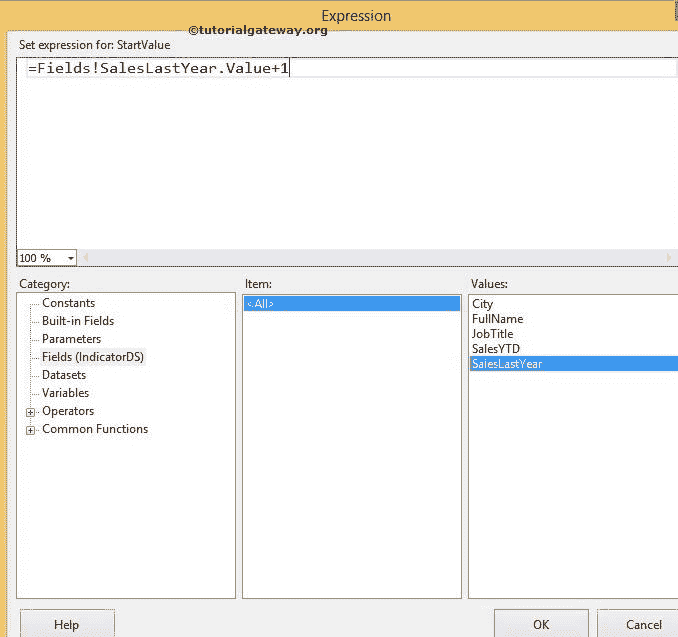 Expression
©tutorialgateway.org
Set expression for: StartValue
=Fields!SalesLastYear.Value+1
100 %
Category:
Constants
Built-in Fields
Parameters
Fields (IndicatorDS)
Datasets
Variables
Operators
Common Functions
Item:
<All>
Values:
City
FullName
JobTitle
SalesYTD
SalesLastYear
Help
OK
Cancel